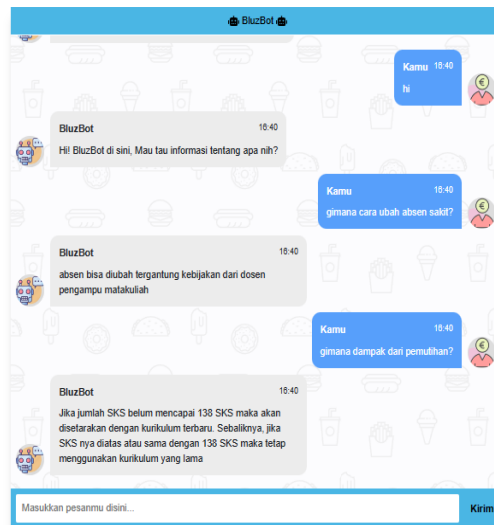 BluzBot
Kamu 16:40
hi
BluzBot 16:40
Hi! BluzBot di sini, Mau tau informasi tentang apa nih?
Kamu 16:40
gimana cara ubah absen sakit?
BluzBot 16:40
absen bisa diubah tergantung kebijakan dari dosen
pengampu matakuliah
Kamu 16:40
gimana dampak dari pemutihan?
BluzBot 16:40
Jika jumlah SKS belum mencapai 138 SKS maka akan
disetarakan dengan kurikulum terbaru. Sebaliknya, jika
SKS nya diatas atau sama dengan 138 SKS maka tetap
menggunakan kurikulum yang lama
Masukkan pesanmu disini...
Kirim